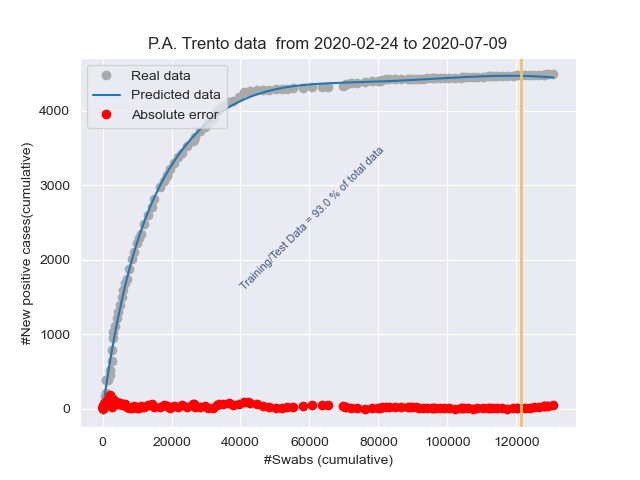 P.A. Trento data  from 2020-02-24 to 2020-07-09
Real data
Predicted data
Absolute error
4000
3000
2000
1000
0
#New positive cases(cumulative)
Training/Test Data = 93.0 % of total data
0 20000 40000 60000 80000 100000 120000
#Swabs (cumulative)